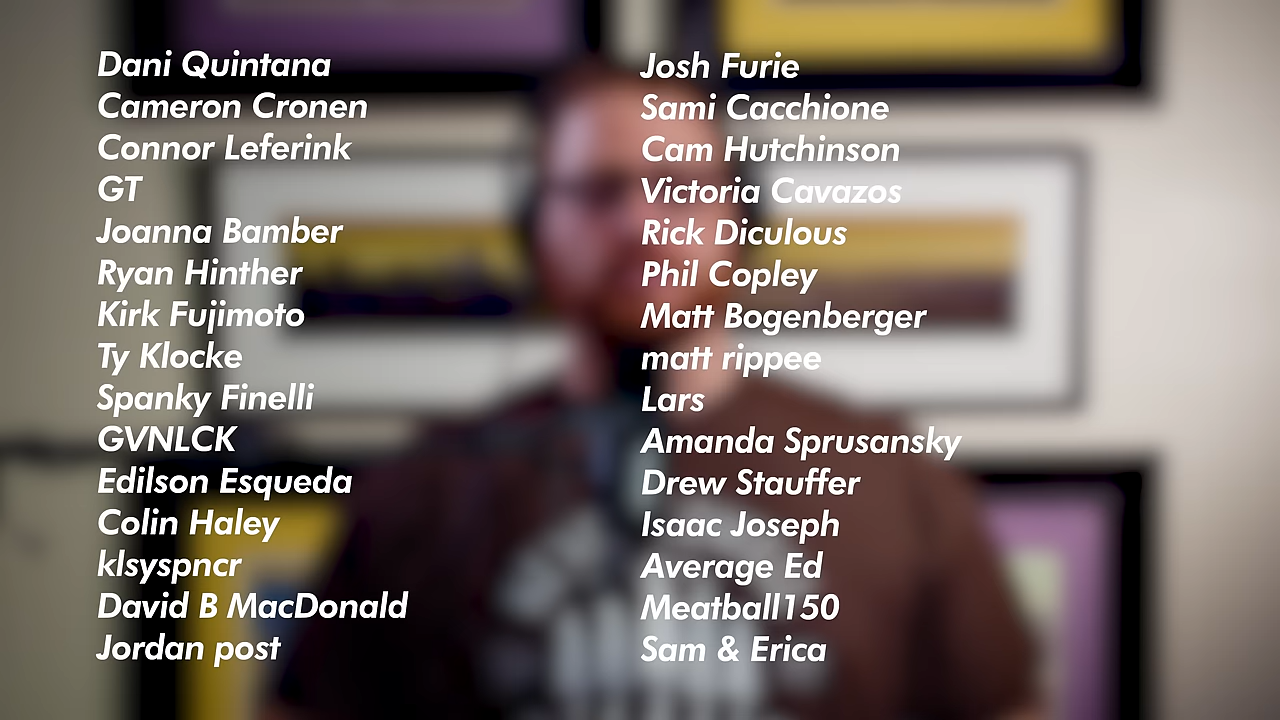 Dani Quintana
Cameron Cronen
Connor Leferink
GT
Joanna Bamber
Ryan Hinther
Kirk Fujimoto
Ty Klocke
Spanky Finelli
GVNLCK
Edilson Esqueda
Colin Haley
klsyspncr
David B MacDonald
Jordan post
Josh Furie
Sami Cacchione
Cam Hutchinson
Victoria Cavazos
Rick Diculous
Phil Copley
Matt Bogenberger
matt rippee
Lars
Amanda Sprusansky
Drew Stauffer
Isaac Joseph
Average Ed
Meatball150
Sam & Erica